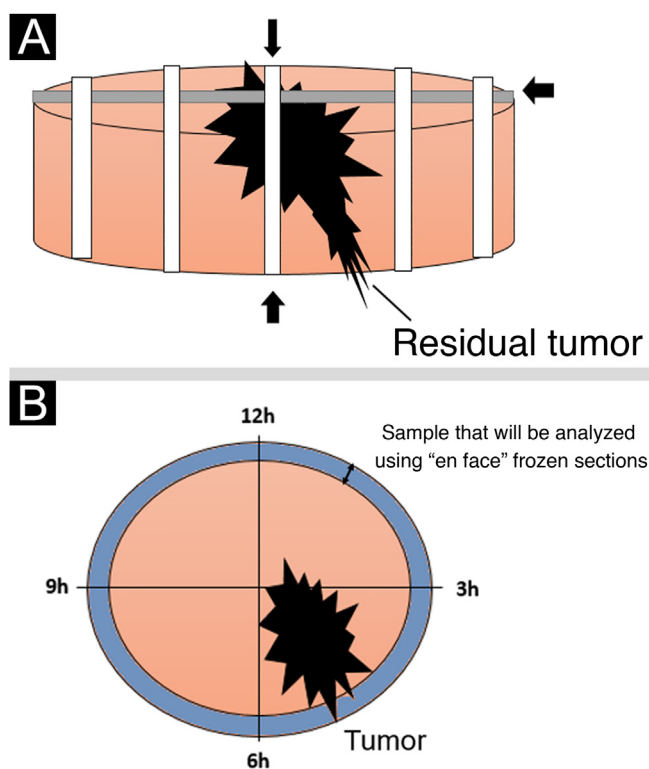 A
Residual tumor
B
12h
Sample that will be analyzed
using “en face” frozen sections
9h
3h
Tumor
6h